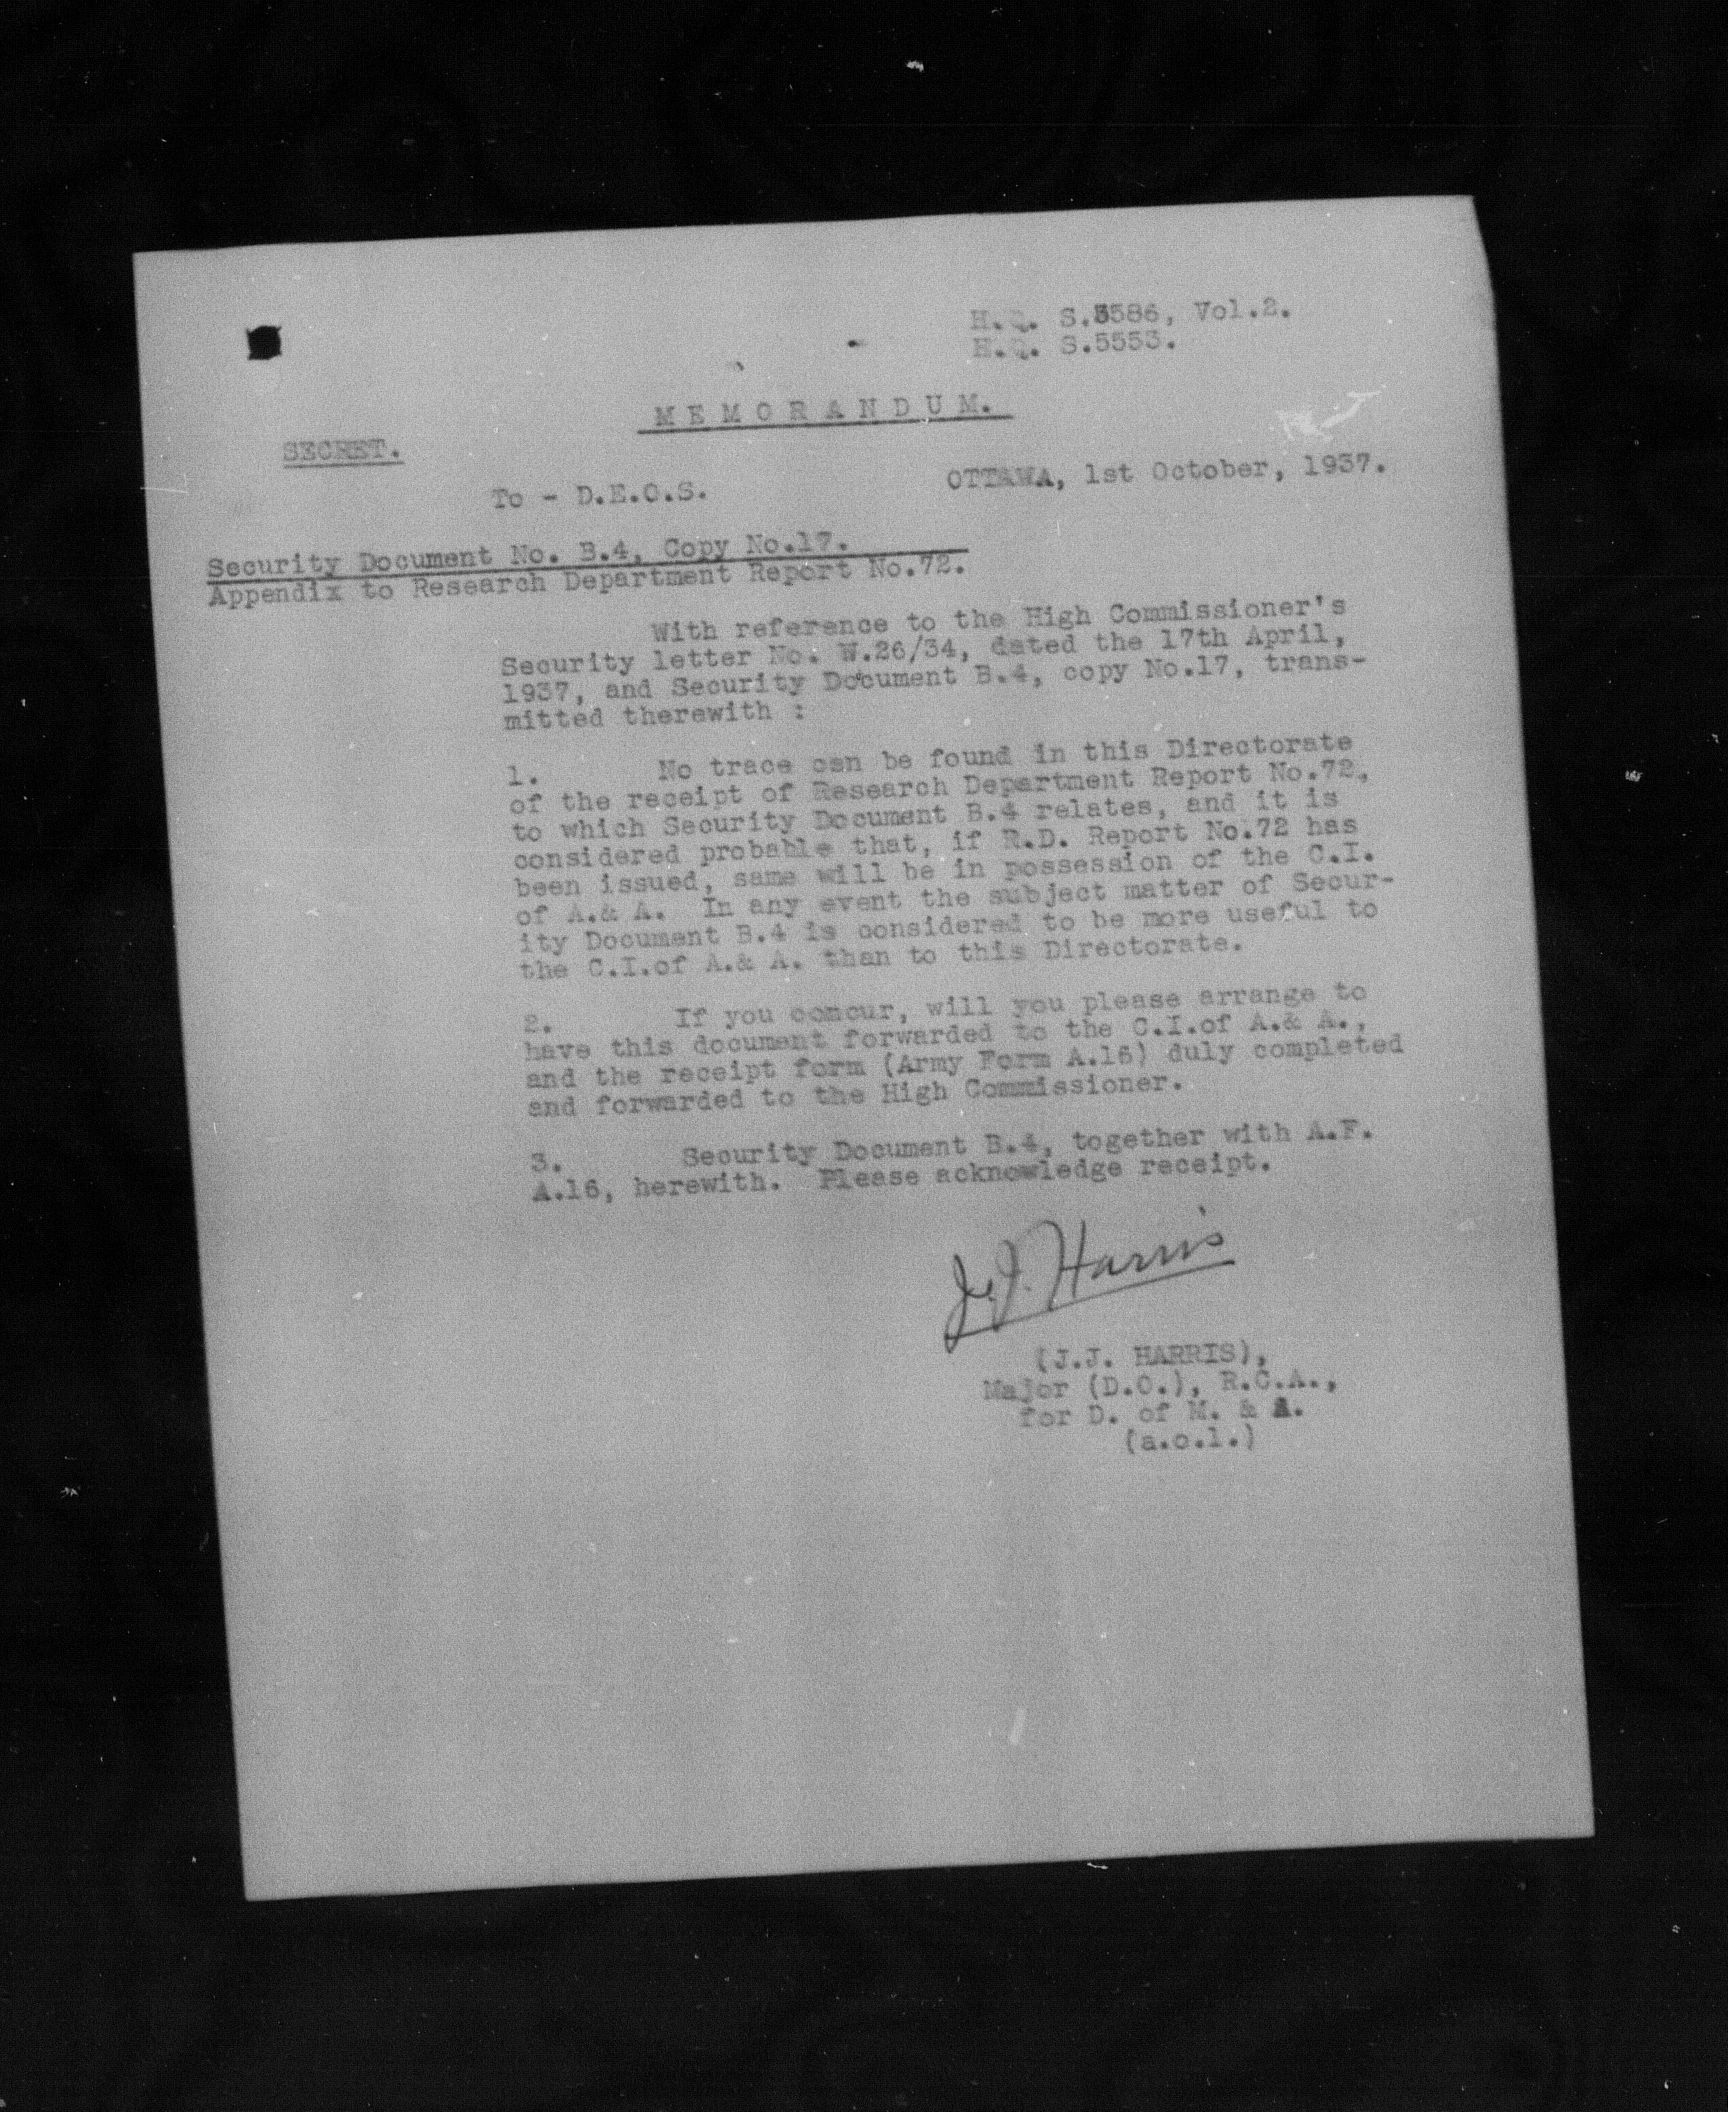 H.Q. S.3586, Vol.2.
H.Q. S.5553.
MEMORANDUM.
SECRET.
OTTAWA, 1st October, 1937.
To - D.E.O.S.
Security Document No. B.4, Copy No.17.
Appendix to Research Department Report No.72.
With reference to the High Commissioner's
Security letter No. W.26/34, dated the 17th April,
1937, and Security Document B.4, copy No.17, trans-
mitted therewith :
1. No trace can be found in this Directorate
of the receipt of Research Department Report No.72,
to which Security Document B.4 relates, and it is
considered probable that, if R.D. Report No.72 has
been issued, same will be in possession of the C.I.
of A.& A. In any event the subject matter of Secur-
ity Document B.4 is considered to be more useful to
the C.I.of A.& A. than to this Directorate.
2. If you concur, will you please arrange to
have this document forwarded to the C.I.of A.& A.,
and the receipt form (Army Form A.16) duly completed
and forwarded to the High Commissioner.
3. Security Document B.4, together with A.F.
A.16, herewith. Please acknowledge receipt.
J.J. Harris
(J.J. HARRIS),
Major (D.O.), R.C.A.,
for D. of M. & A.
(a.o.l.)